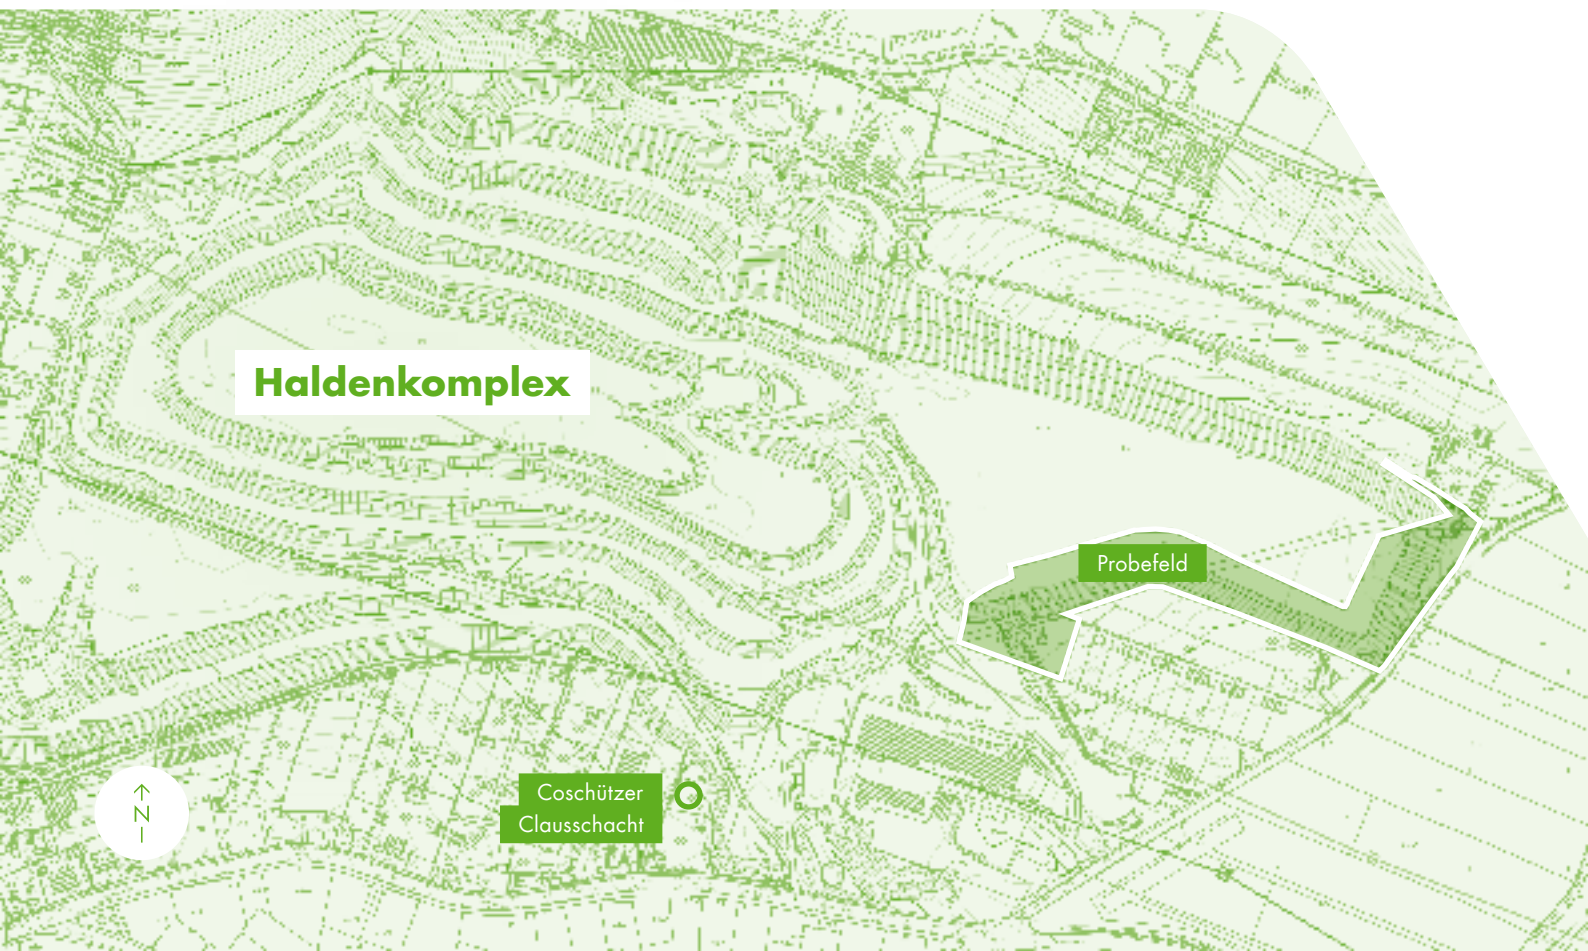 Haldenkomplex
Probefeld
Coschützer
Clausschacht
N